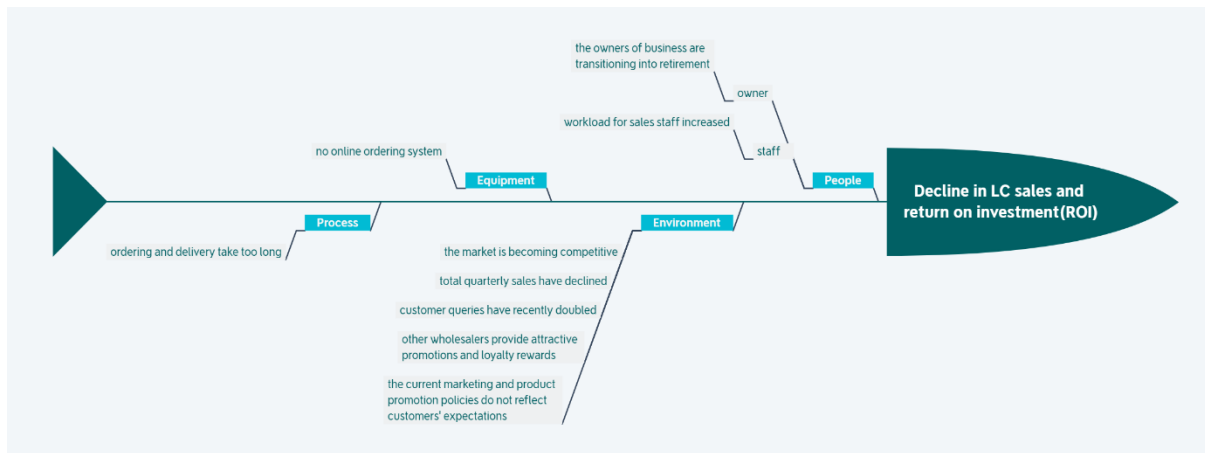 the owners of business are
transitioning into retirement
owner
workload for sales staff increased
staff
no online ordering system
Equipment
People
Decline in LC sales and
return on investment(ROI)
Process
Environment
ordering and delivery take too long
the market is becoming competitive
total quarterly sales have declined
customer queries have recently doubled
other wholesalers provide attractive
promotions and loyalty rewards
the current marketing and product
promotion policies do not reflect
customers' expectations